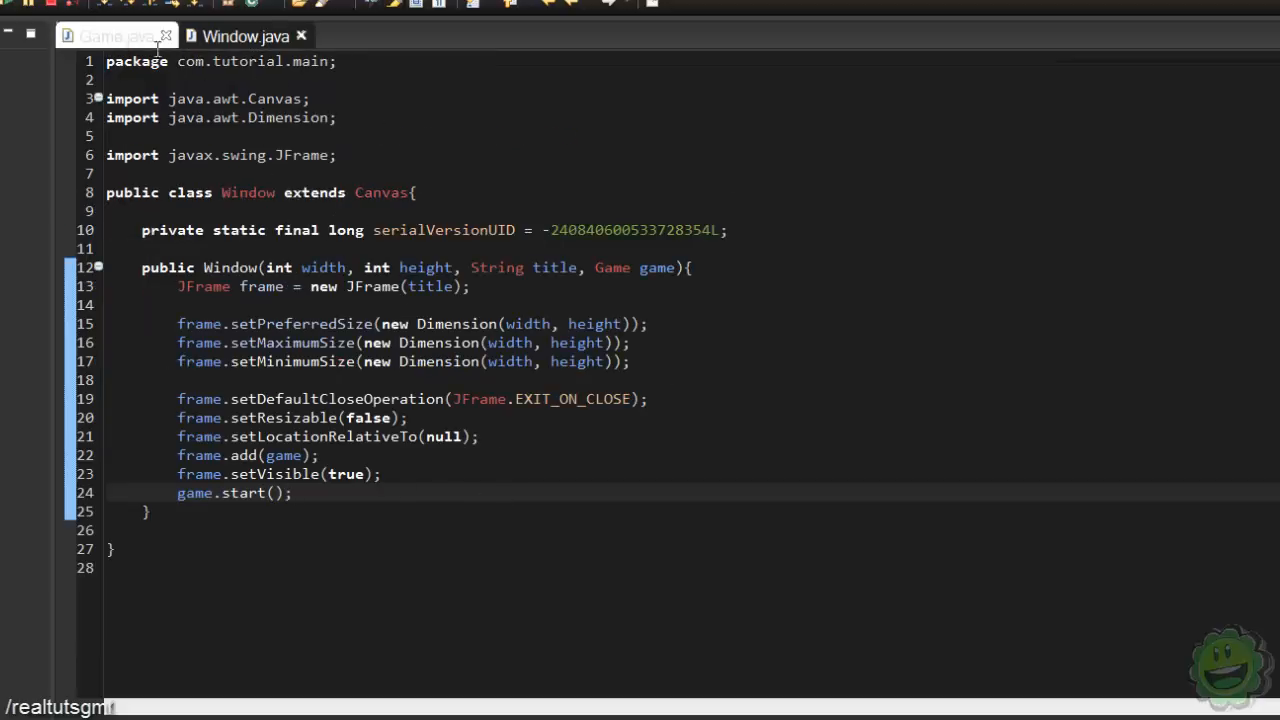 Game.java Window.java
1 package com.tutorial.main;
2
3 import java.awt.Canvas;
4 import java.awt.Dimension;
5
6 import javax.swing.JFrame;
7
8 public class Window extends Canvas{
9
10 private static final long serialVersionUID = -240840600533728354L;
11
12 public Window(int width, int height, String title, Game game){
13 JFrame frame = new JFrame(title);
14
15 frame.setPreferredSize(new Dimension(width, height));
16 frame.setMaximumSize(new Dimension(width, height));
17 frame.setMinimumSize(new Dimension(width, height));
18
19 frame.setDefaultCloseOperation(JFrame.EXIT_ON_CLOSE);
20 frame.setResizable(false);
21 frame.setLocationRelativeTo(null);
22 frame.add(game);
23 frame.setVisible(true);
24 game.start();
25 }
26
27 }
28
/realtutsgm